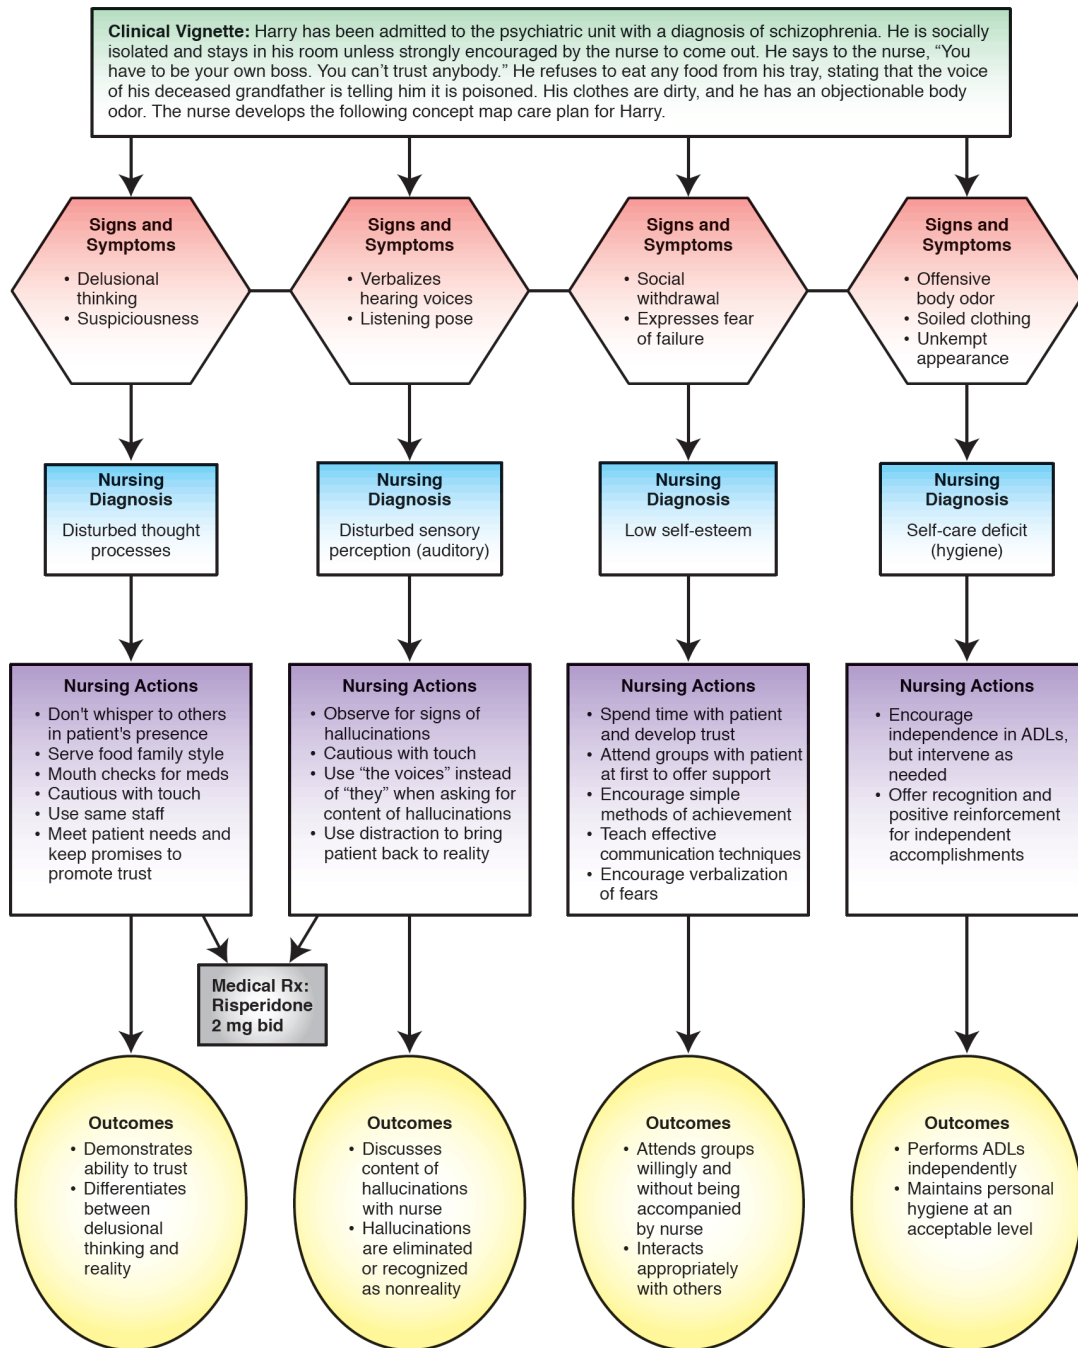 Clinical Vignette: Harry has been admitted to the psychiatric unit with a diagnosis of schizophrenia. He is socially
isolated and stays in his room unless strongly encouraged by the nurse to come out. He says to the nurse, “You
have to be your own boss. You can’t trust anybody.” He refuses to eat any food from his tray, stating that the voice
of his deceased grandfather is telling him it is poisoned. His clothes are dirty, and he has an objectionable body
odor. The nurse develops the following concept map care plan for Harry.
Signs and
Symptoms
• Delusional
thinking
• Suspiciousness
Signs and
Symptoms
• Verbalizes
hearing voices
• Listening pose
Signs and
Symptoms
• Social
withdrawal
• Expresses fear
of failure
Signs and
Symptoms
• Offensive
body odor
• Soiled clothing
• Unkempt
appearance
Nursing
Diagnosis
Disturbed thought
processes
Nursing
Diagnosis
Disturbed sensory
perception (auditory)
Nursing
Diagnosis
Low self-esteem
Nursing
Diagnosis
Self-care deficit
(hygiene)
Nursing Actions
• Don't whisper to others
in patient's presence
• Serve food family style
• Mouth checks for meds
• Cautious with touch
• Use same staff
• Meet patient needs and
keep promises to
promote trust
Nursing Actions
• Observe for signs of
hallucinations
• Cautious with touch
• Use “the voices” instead
of “they” when asking for
content of hallucinations
• Use distraction to bring
patient back to reality
Nursing Actions
• Spend time with patient
and develop trust
• Attend groups with patient
at first to offer support
• Encourage simple
methods of achievement
• Teach effective
communication techniques
• Encourage verbalization
of fears
Nursing Actions
• Encourage
independence in ADLs,
but intervene as
needed
• Offer recognition and
positive reinforcement
for independent
accomplishments
Medical Rx:
Risperidone
2 mg bid
Outcomes
• Demonstrates
ability to trust
• Differentiates
between
delusional
thinking and
reality
Outcomes
• Discusses
content of
hallucinations
with nurse
• Hallucinations
are eliminated
or recognized
as nonreality
Outcomes
• Attends groups
willingly and
without being
accompanied
by nurse
• Interacts
appropriately
with others
Outcomes
• Performs ADLs
independently
• Maintains personal
hygiene at an
acceptable level